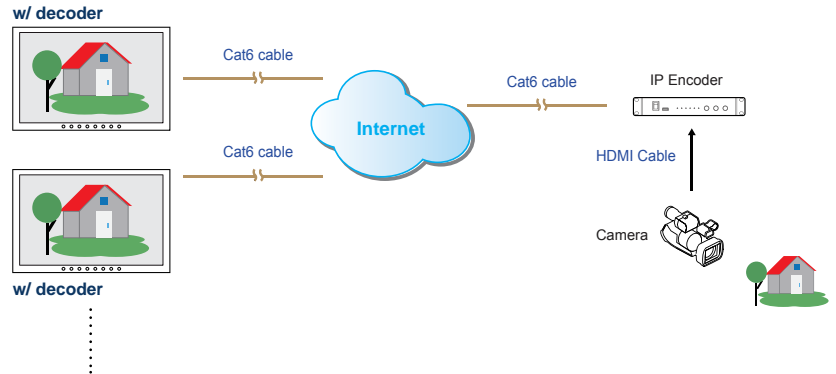 w/ decoder
Cat6 cable
Cat6 cable
IP Encoder
Internet
Cat6 cable
HDMI Cable
Camera
w/ decoder